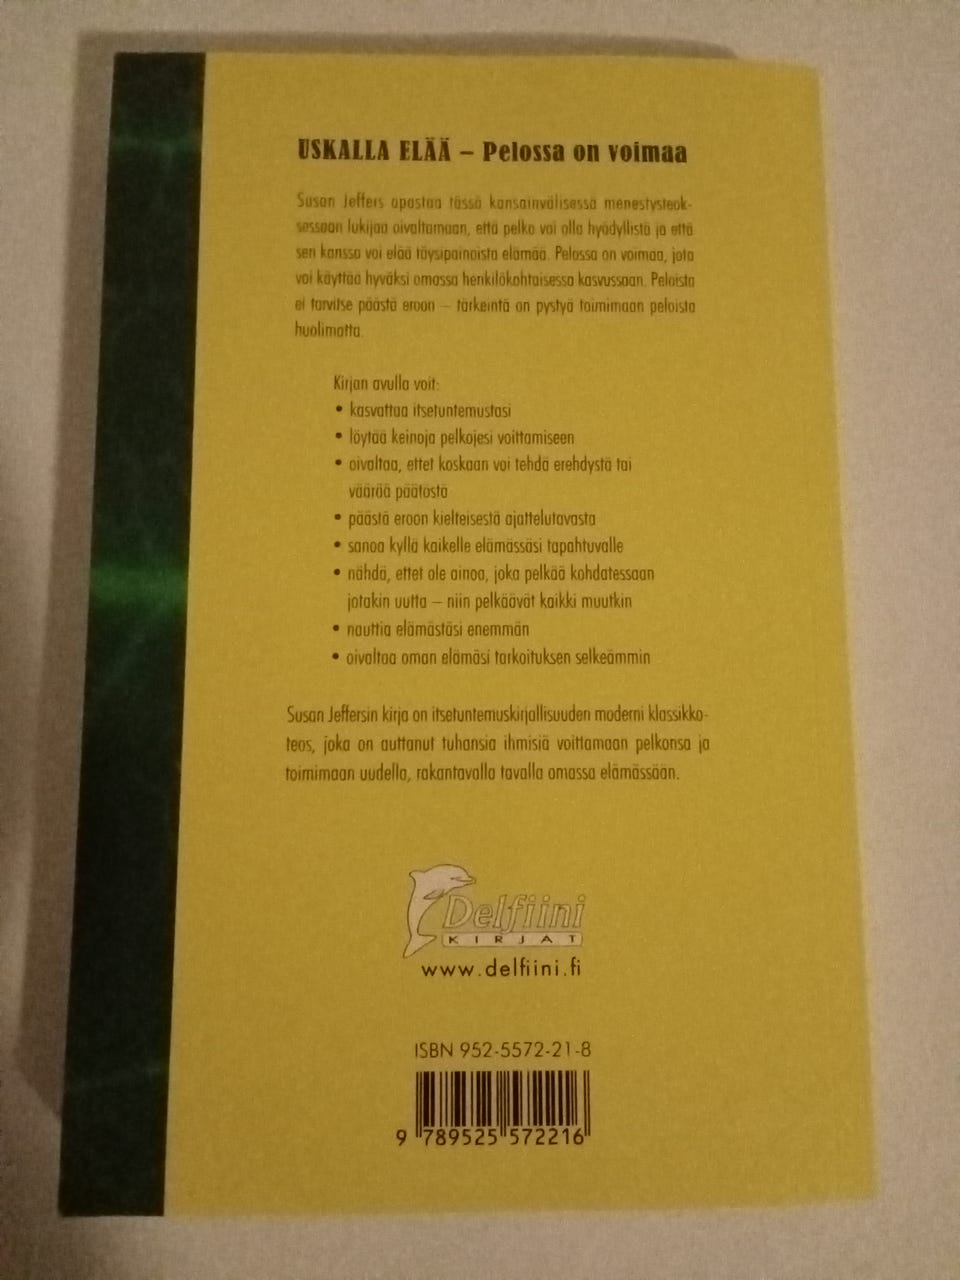 USKALLA ELÄÄ – Pelossa on voimaa
Susan Jeffers opastaa tässä kansainvälisessä menestysteok-
sessaan lukijaa oivaltamaan, että pelko voi olla hyödyllistä ja että
sen kanssa voi elää täysipainoista elämää. Pelossa on voimaa, jota
voi käyttää hyväksi omassa henkilökohtaisessa kasvussaan. Peloista
ei tarvitse päästä eroon – tärkeintä on pystyä toimimaan peloista
huolimatta.
Kirjan avulla voit:
• kasvattaa itsetuntemustasi
• löytää keinoja pelkojesi voittamiseen
• oivaltaa, ettet koskaan voi tehdä erehdystä tai
väärää päätöstä
• päästä eroon kielteisestä ajattelutavasta
• sanoa kyllä kaikelle elämässäsi tapahtuvalle
• nähdä, ettet ole ainoa, joka pelkää kohdatessaan
jotakin uutta – niin pelkäävät kaikki muutkin
• nauttia elämästäsi enemmän
• oivaltaa oman elämäsi tarkoituksen selkeämmin
Susan Jeffersin kirja on itsetuntemuskirjallisuuden moderni klassikko-
teos, joka on auttanut tuhansia ihmisiä voittamaan pelkonsa ja
toimimaan uudella, rakentavalla tavalla omassa elämässään.
Delfiini
KIRJAT
www.delfiini.fi
ISBN 952-5572-21-8
9 789525 572216